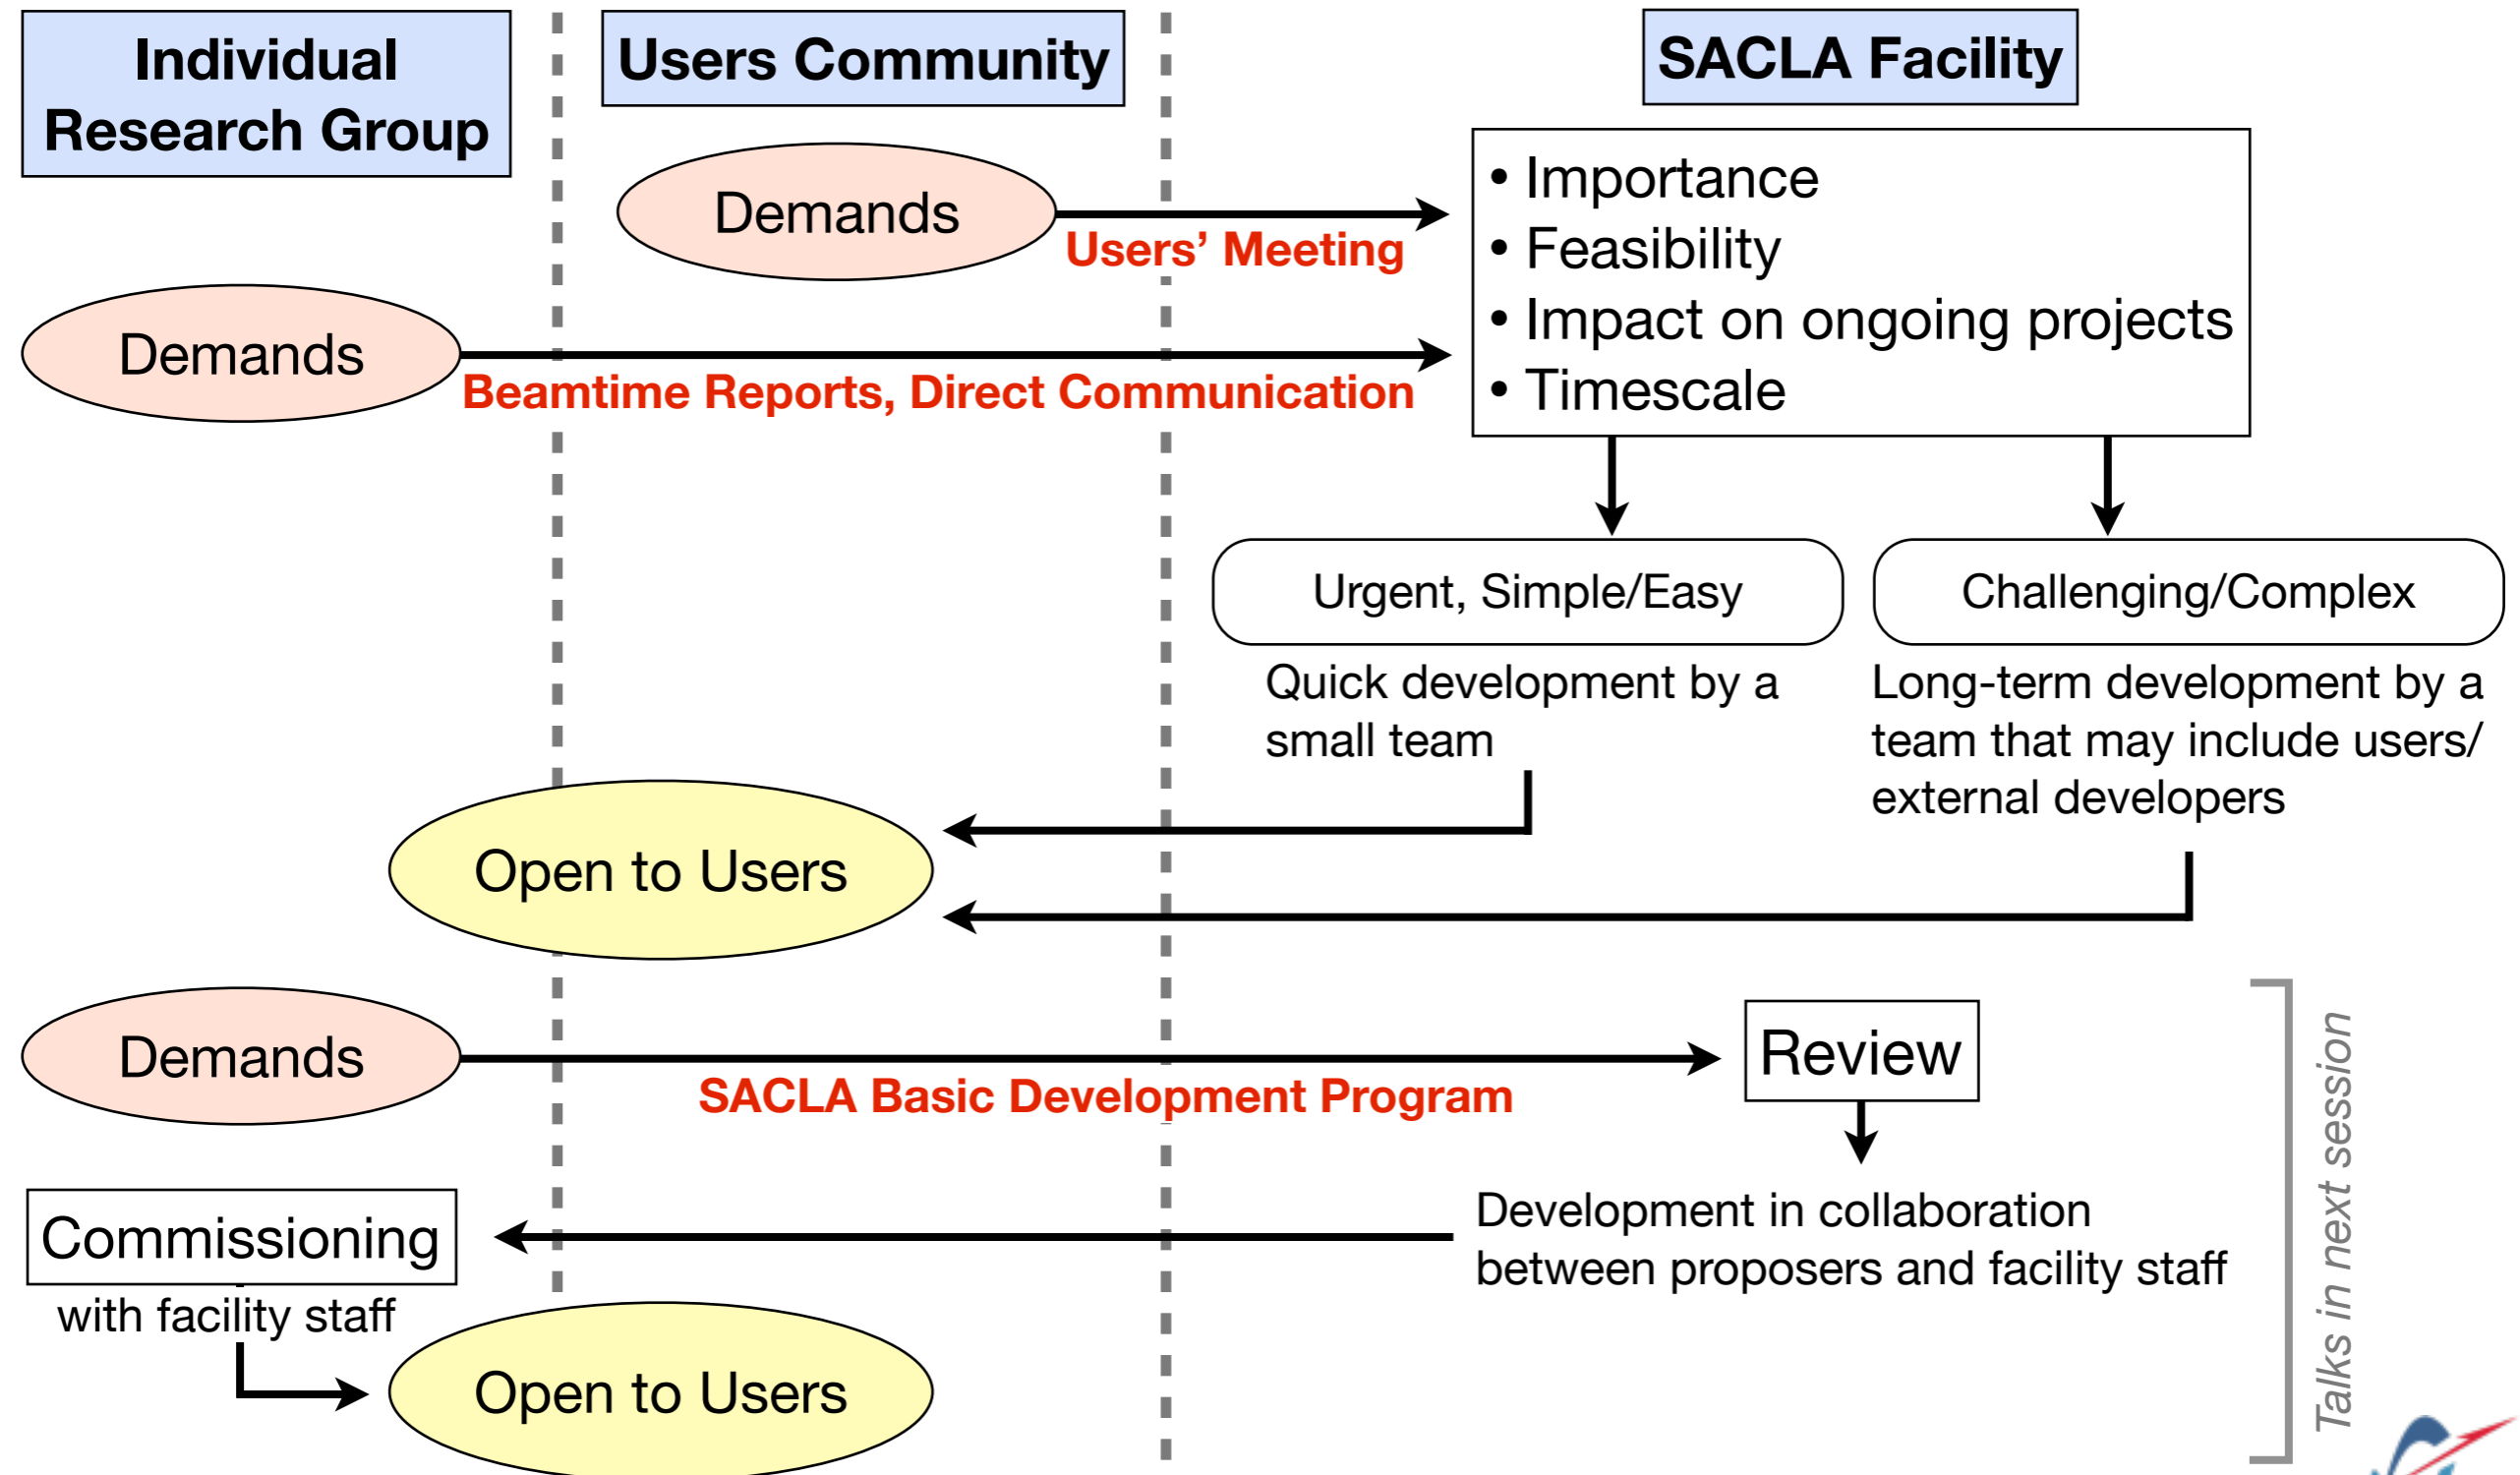 Individual
Research Group
Users Community
SACLA Facility
Demands
Users’ Meeting
Demands
Beamtime Reports, Direct Communication
• Importance
• Feasibility
• Impact on ongoing projects
• Timescale
Urgent, Simple/Easy
Quick development by a
small team
Challenging/Complex
Long-term development by a
team that may include users/
external developers
Open to Users
Demands
SACLA Basic Development Program
Review
Development in collaboration
between proposers and facility staff
Commissioning
with facility staff
Open to Users
Talks in next session